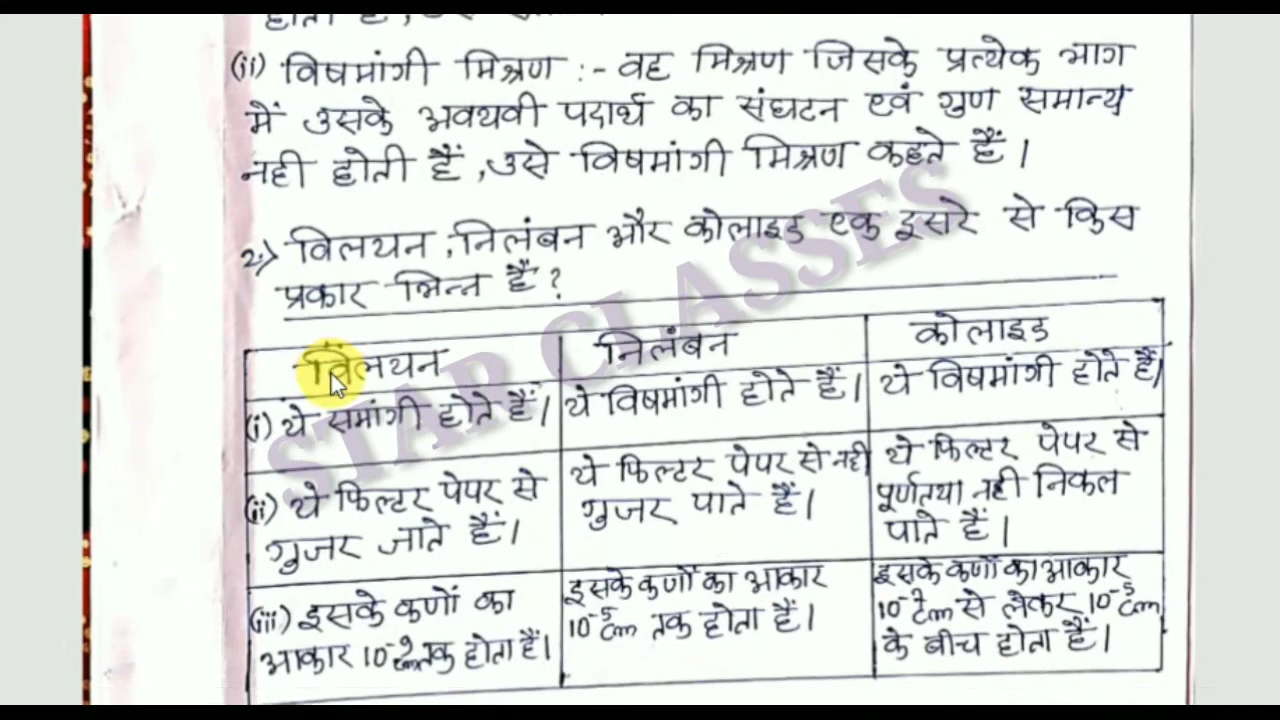 (ii) विषमांगी मिश्रण :- वह मिश्रण जिसके प्रत्येक भाग
में उसके अवयवी पदार्थ का संघटन एवं गुण समान्य
नही होती हैं, उसे विषमांगी मिश्रण कहते हैं।
2) विलयन, निलंबन और कोलाइड एक दूसरे से किस
प्रकार भिन्न हैं?
विलयन
निलंबन
कोलाइड
(i) ये समांगी होते हैं।
ये विषमांगी होते हैं।
ये विषमांगी होते हैं।
(ii) ये फिल्टर पेपर से
गुजर जाते हैं।
ये फिल्टर पेपर से नही
गुजर पाते हैं।
ये फिल्टर पेपर से
पूर्णतया नही निकल
पाते हैं।
(iii) इसके कणों का
आकार 10⁻⁹cm तक होता हैं।
इसके कणों का आकार
10⁻⁵cm तक होता हैं।
इसके कणों का आकार
10⁻⁷cm से लेकर 10⁻⁵cm
के बीच होता हैं।
STAR CLASSES